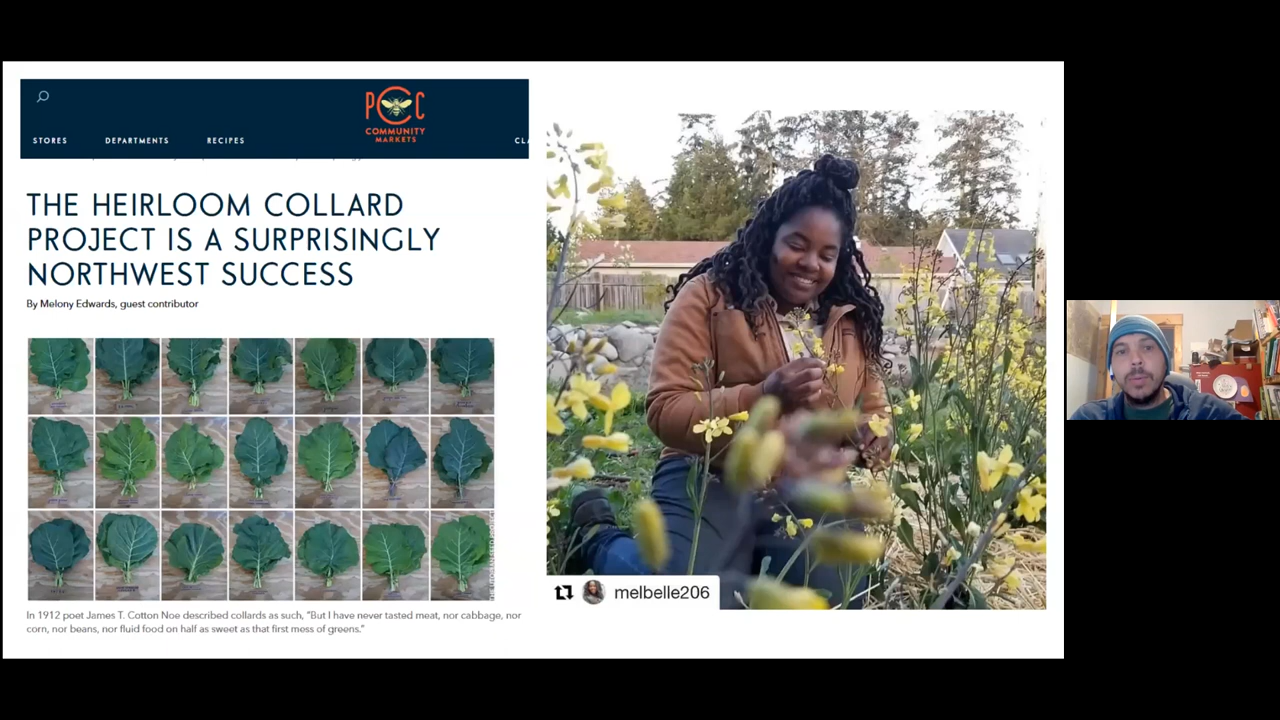 PCC
COMMUNITY
MARKETS
STORES DEPARTMENTS RECIPES CLA
THE HEIRLOOM COLLARD
PROJECT IS A SURPRISINGLY
NORTHWEST SUCCESS
By Melony Edwards, guest contributor
In 1912 poet James T. Cotton Noe described collards as such, "But I have never tasted meat, nor cabbage, nor
corn, nor beans, nor fluid food on half as sweet as that first mess of greens."
melbelle206